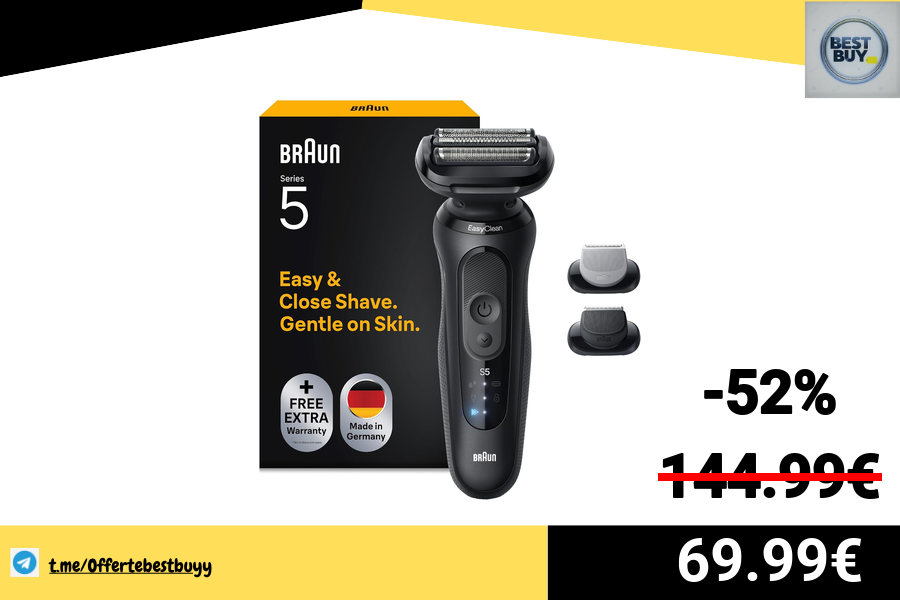 BEST
BUY
BRAUN
BRAUN
Series
5
EasyClean
Easy &
Close Shave.
Gentle on Skin.
+
FREE
EXTRA
Warranty
Made in
Germany
S5
BRAUN
-52%
144.99€
69.99€
t.me/Offertebestbuyy